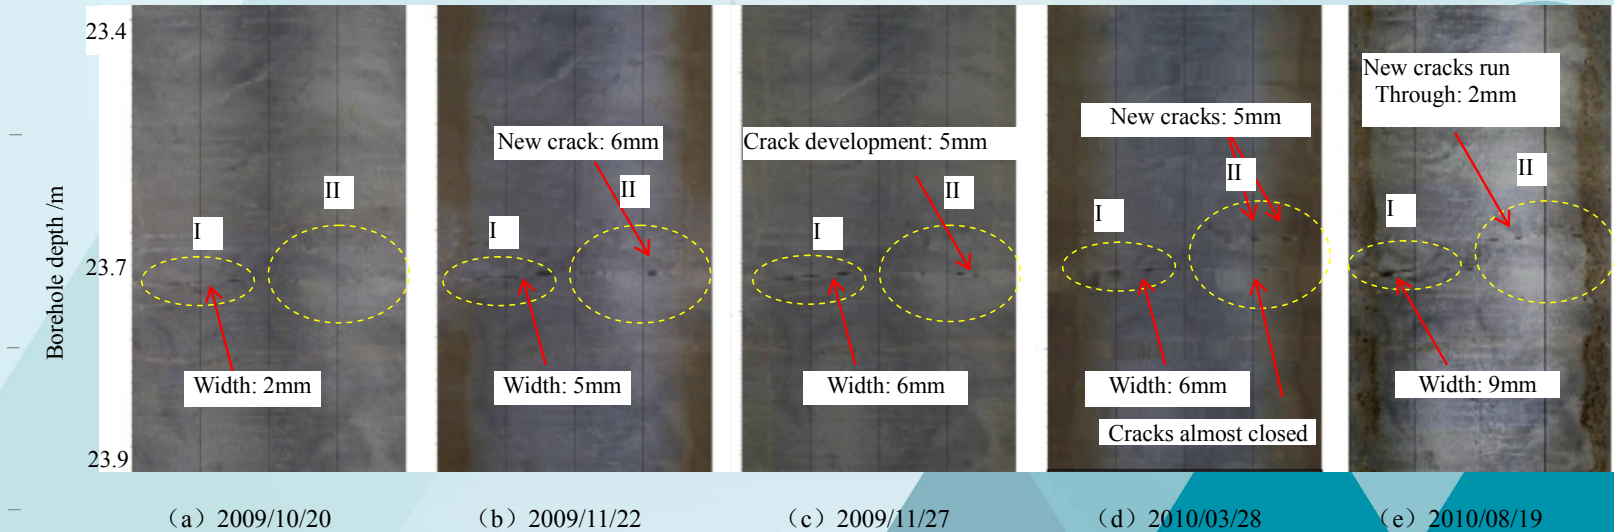 Borehole depth /m
23.4
23.7
23.9
II
I
Width: 2mm
(a) 2009/10/20
New crack: 6mm
II
I
Width: 5mm
(b) 2009/11/22
Crack development: 5mm
II
I
Width: 6mm
(c) 2009/11/27
New cracks: 5mm
II
I
Width: 6mm
Cracks almost closed
(d) 2010/03/28
New cracks run
Through: 2mm
II
I
Width: 9mm
(e) 2010/08/19